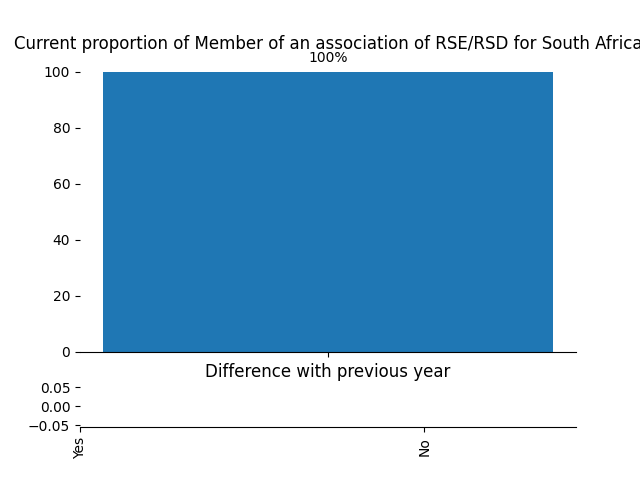 Current proportion of Member of an association of RSE/RSD for South Africa
100%
100
80
60
40
20
0
Difference with previous year
0.05
0.00
−0.05
Yes
No